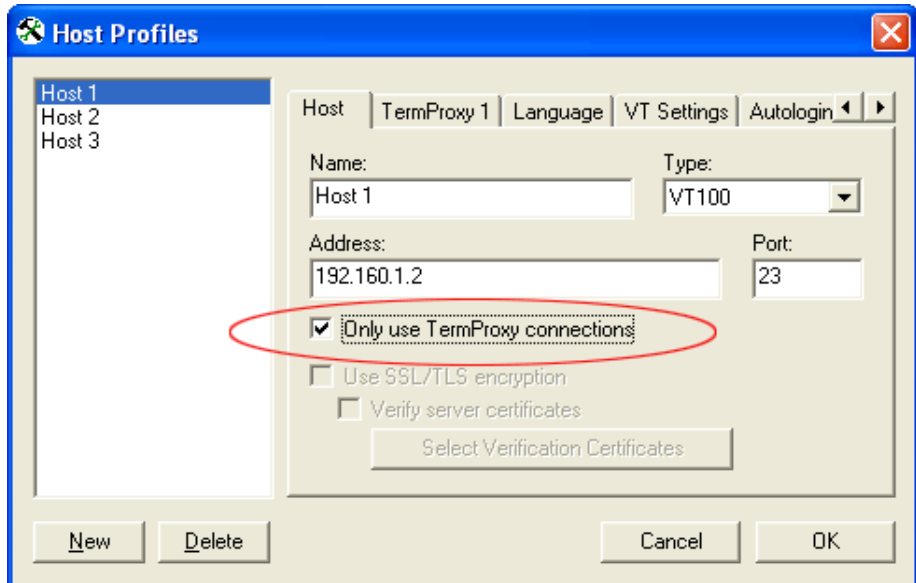 Host Profiles
Host 1
Host 2
Host 3
Host TermProxy 1 Language VT Settings Autologin
Name: Type:
Host 1 VT100
Address: Port:
192.160.1.2 23
Only use TermProxy connections
Use SSL/TLS encryption
Verify server certificates
Select Verification Certificates
New Delete Cancel OK